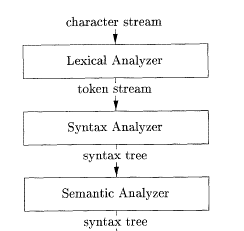 character stream
Lexical Analyzer
token stream
Syntax Analyzer
syntax tree
Semantic Analyzer
syntax tree